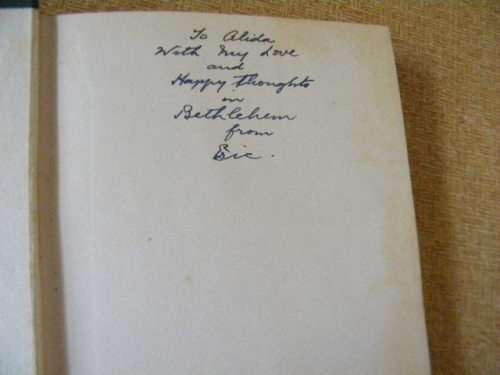 To Alida
With My Love
and
Happy thoughts
in
Bethlehem
from
Eric.